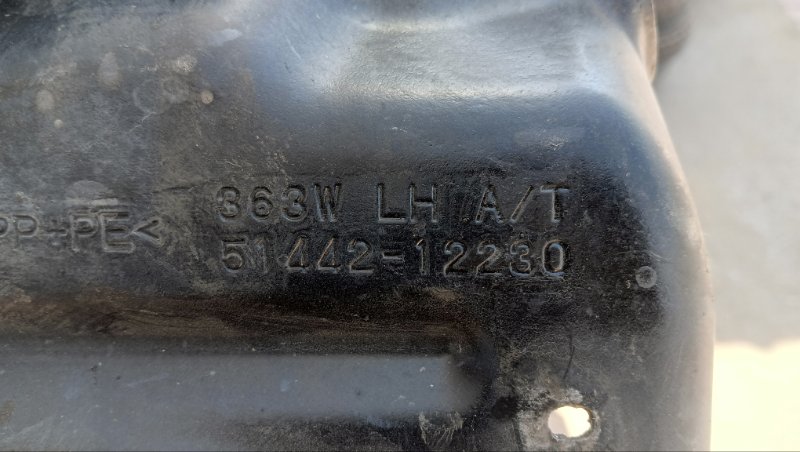 363W LH A/T
PP+PE<
51442-12230